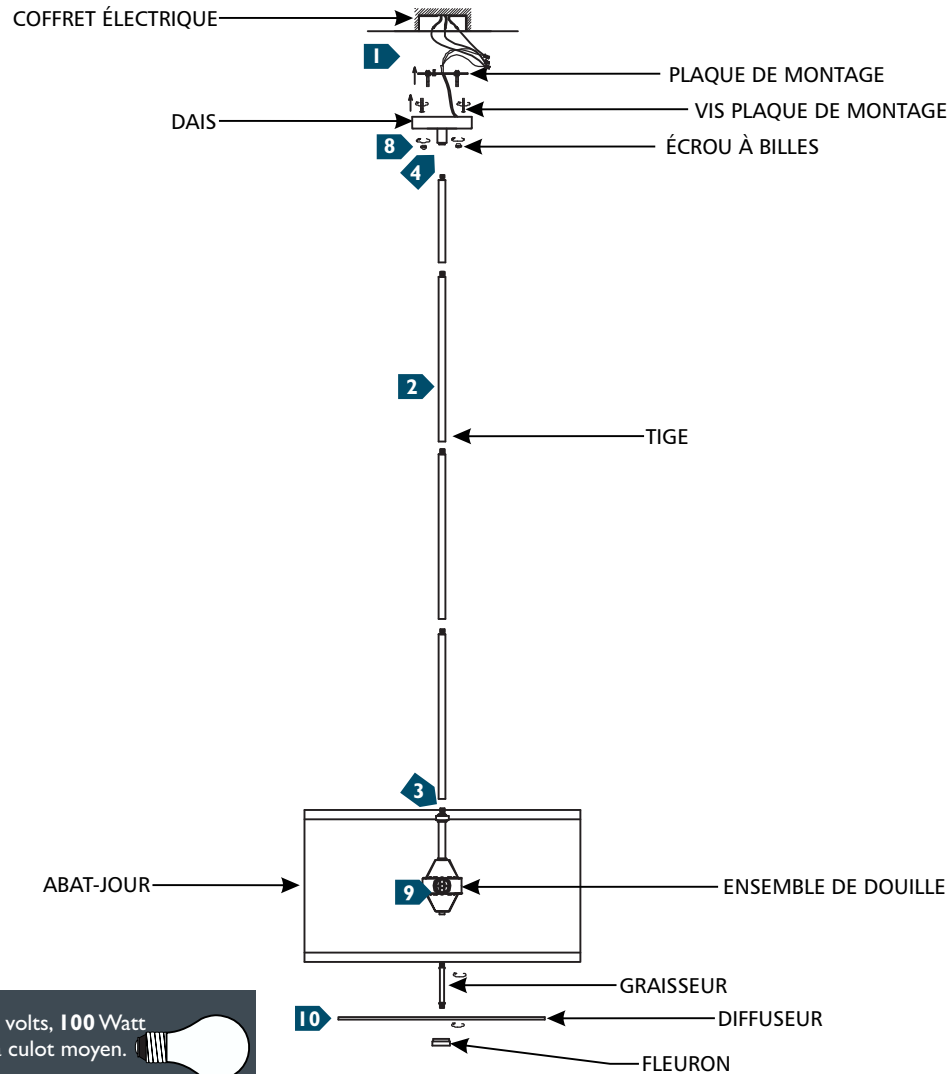 COFFRET ÉLECTRIQUE
1
PLAQUE DE MONTAGE
VIS PLAQUE DE MONTAGE
DAIS
8
ÉCROU À BILLES
4
2
TIGE
3
ABAT-JOUR
9
ENSEMBLE DE DOUILLE
GRAISSEUR
10
DIFFUSEUR
FLEURON
volts, 100 Watt
culot moyen.